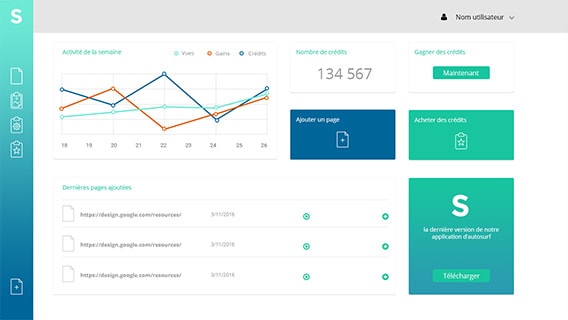 S
Nom utilisateur
Activité de la semaine
Vues
Gains
Crédits
18 19 20 22 24 25 26
Nombre de crédits
134 567
Gagner des crédits
Maintenant
Ajouter un page
Acheter des crédits
Dernières pages ajoutées
https://design.google.com/resources/ 3/11/2016
https://design.google.com/resources/ 3/11/2016
https://design.google.com/resources/ 3/11/2016
S
la dernière version de notre
application d'autosurf
Télécharger